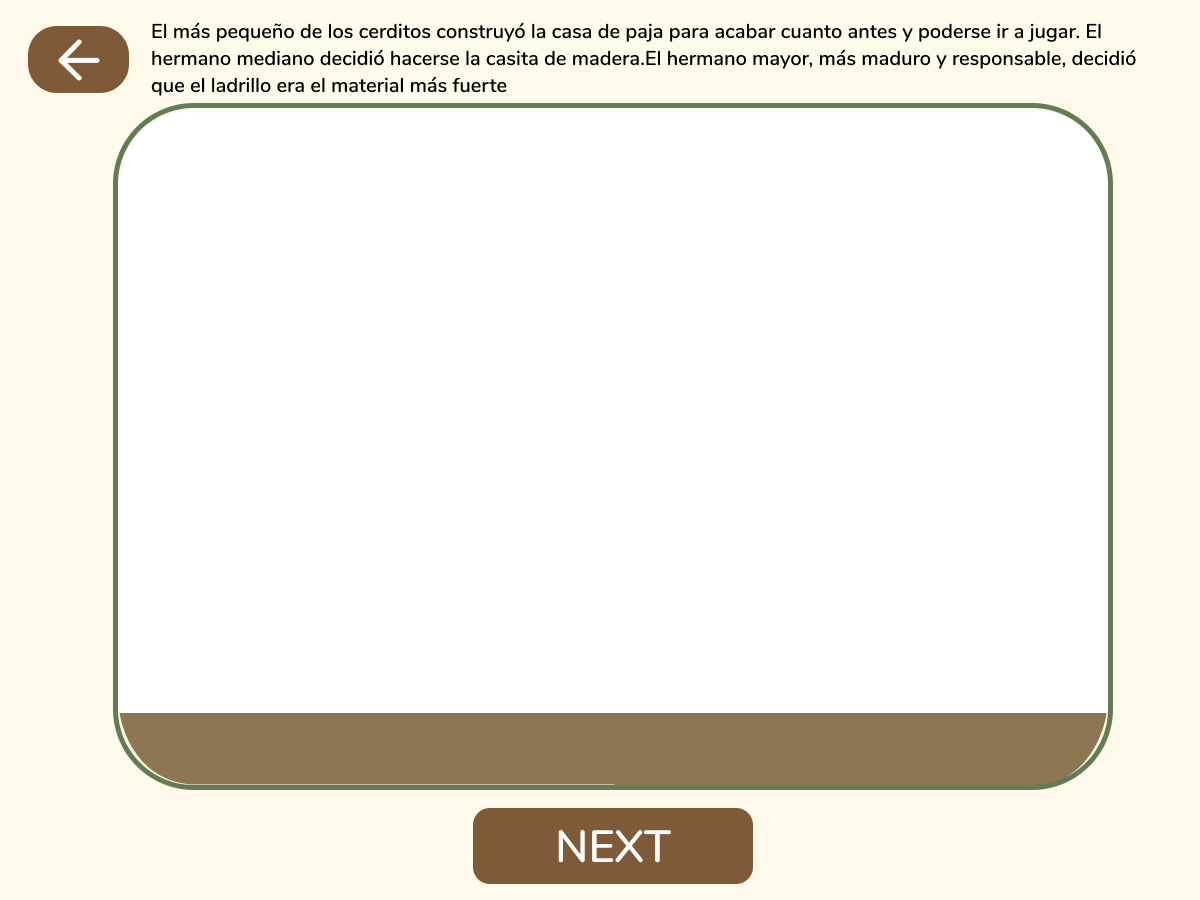 El más pequeño de los cerditos construyó la casa de paja para acabar cuanto antes y poderse ir a jugar. El
hermano mediano decidió hacerse la casita de madera.El hermano mayor, más maduro y responsable, decidió
que el ladrillo era el material más fuerte
NEXT